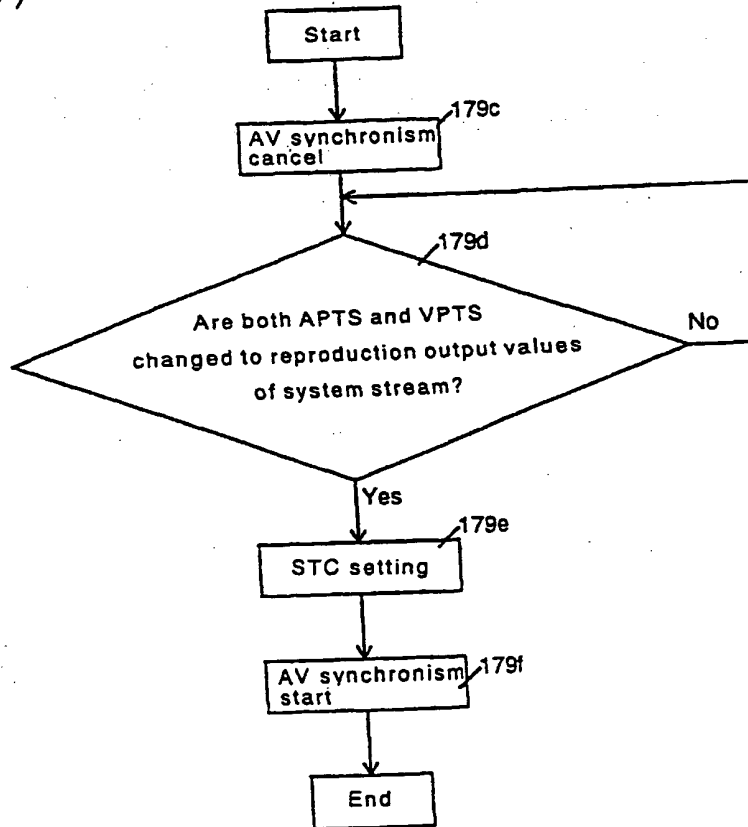 Start
179c
AV synchronism
cancel
179d
Are both APTS and VPTS
changed to reproduction output values
of system stream?
No
Yes
179e
STC setting
179f
AV synchronism
start
End